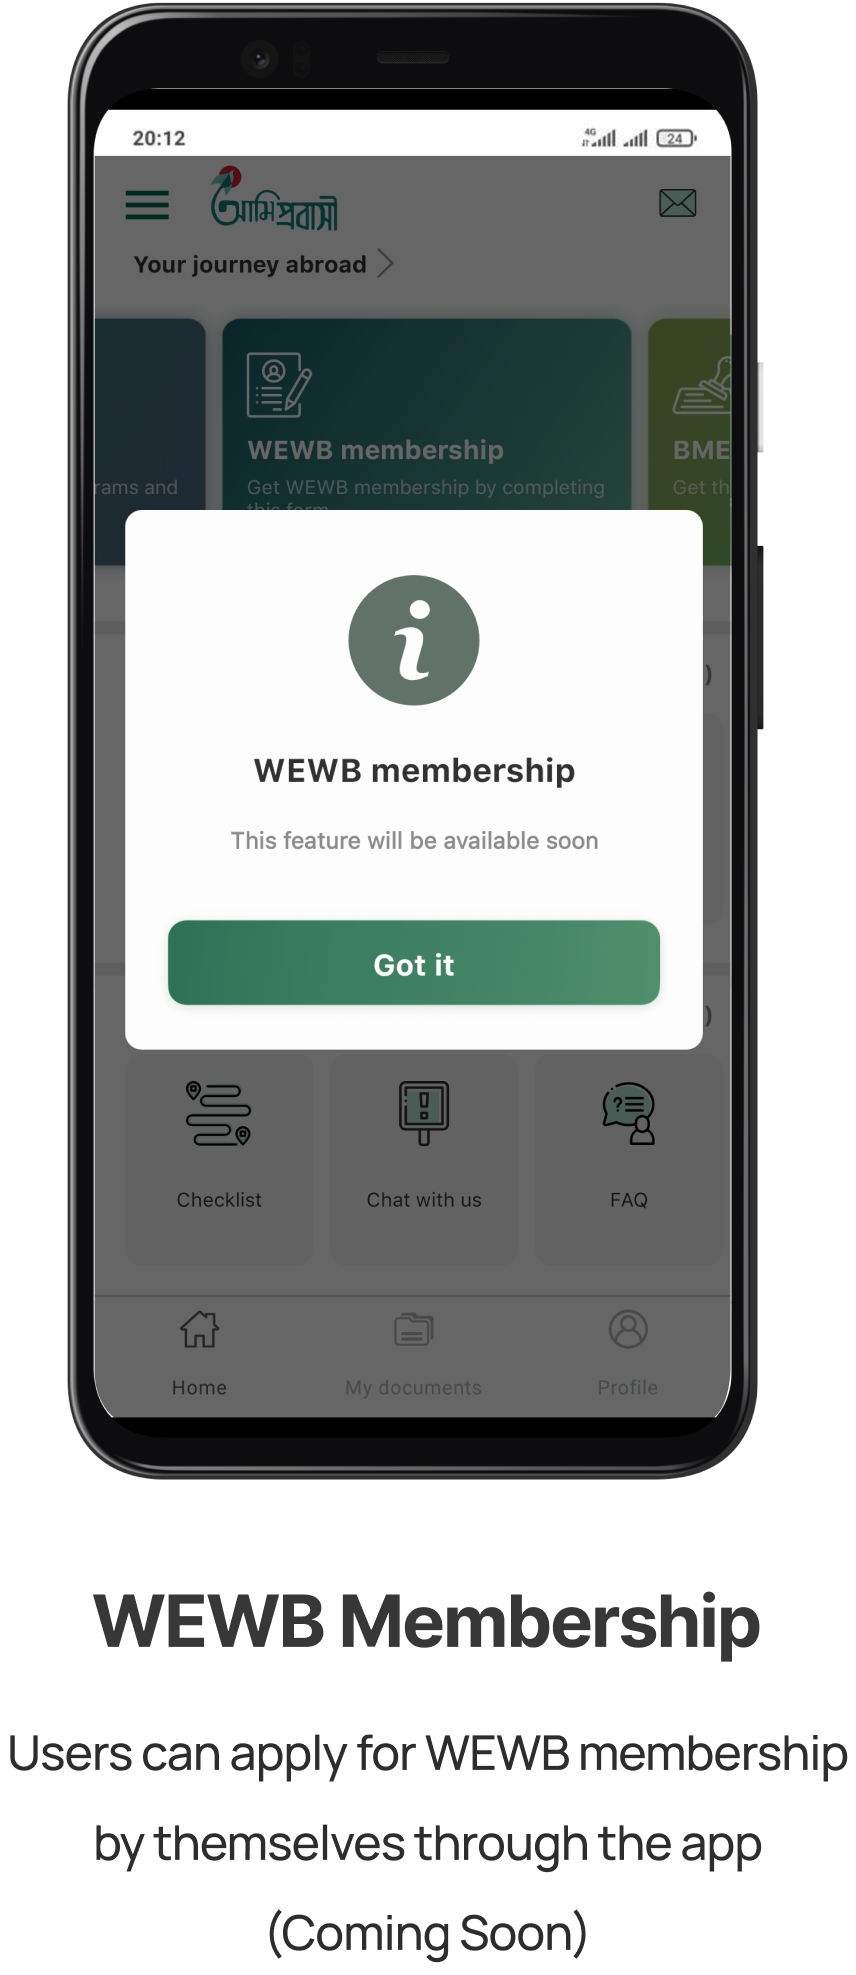 20:12
4G
24
আমি প্রবাসী
Your journey abroad
WEWB membership
BME
rams and
Get WEWB membership by completing
Get th
this form
)
WEWB membership
This feature will be available soon
Got it
)
Checklist
Chat with us
FAQ
Home
My documents
Profile
WEWB Membership
Users can apply for WEWB membership
by themselves through the app
(Coming Soon)